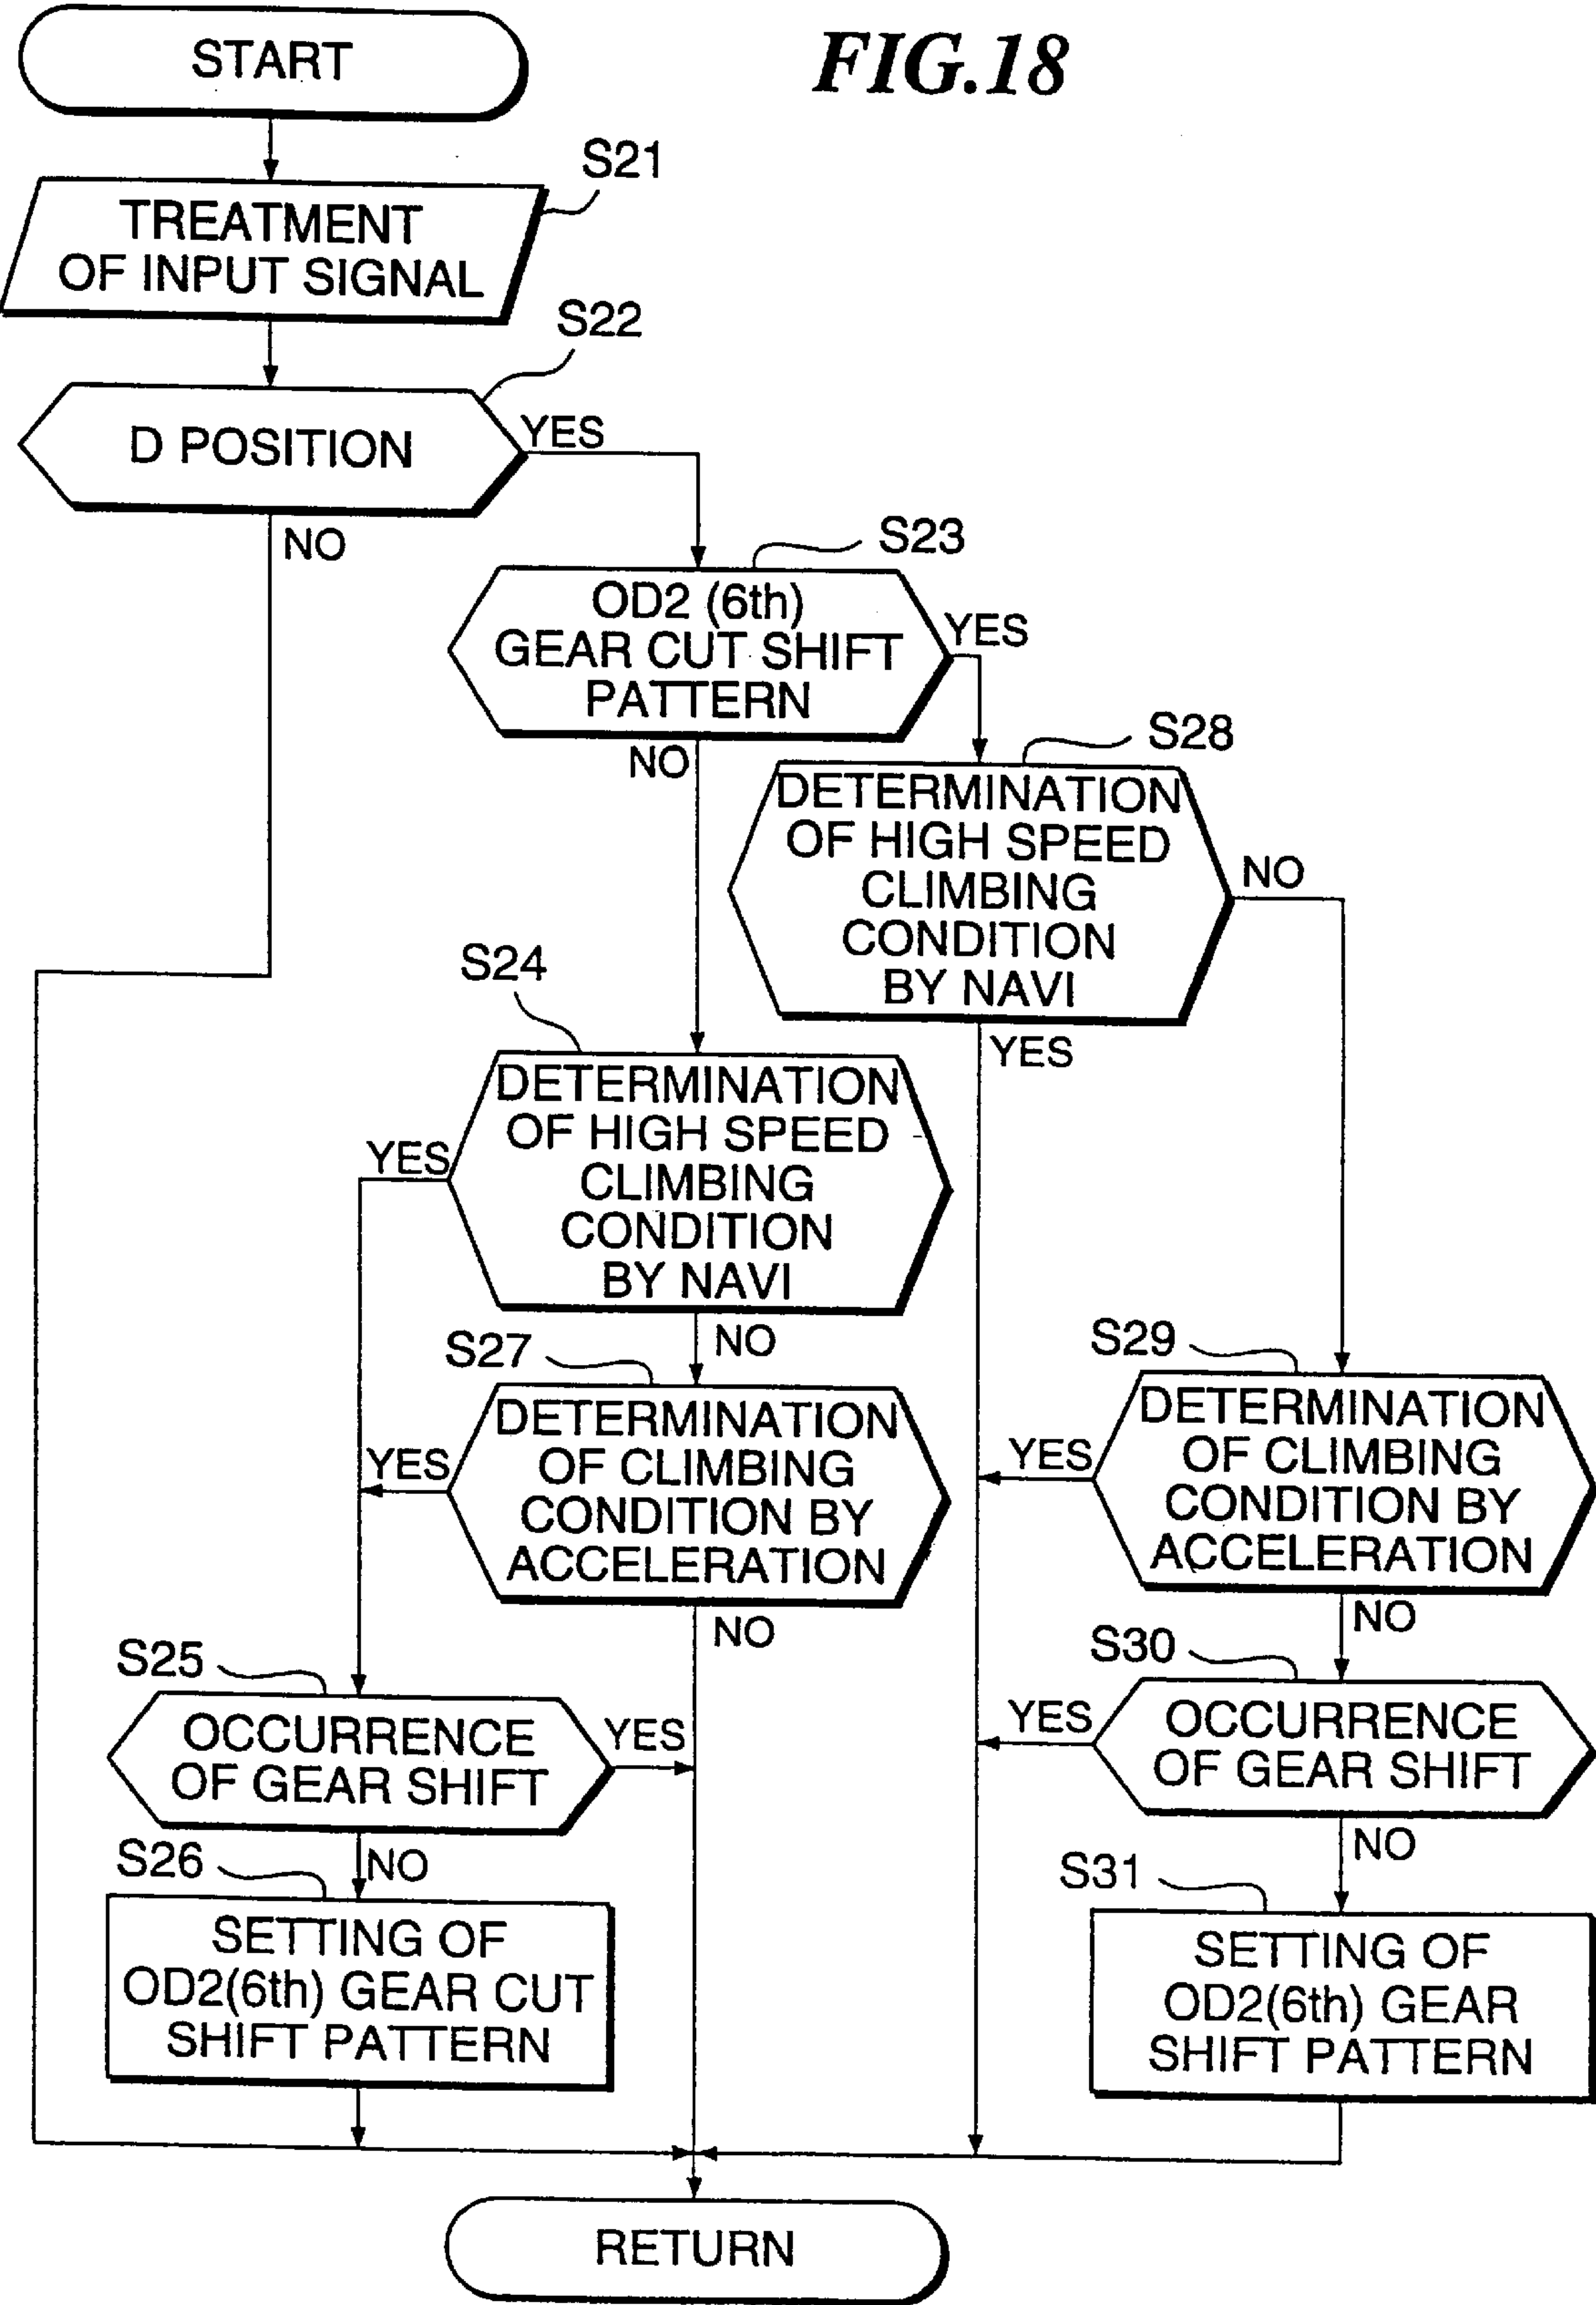 FIG.18
START
S21
TREATMENT
OF INPUT SIGNAL
S22
D POSITION
YES
NO
S23
OD2 (6th)
GEAR CUT SHIFT
PATTERN
YES
NO
S28
DETERMINATION
OF HIGH SPEED
CLIMBING
CONDITION
BY NAVI
NO
YES
S24
DETERMINATION
OF HIGH SPEED
CLIMBING
CONDITION
BY NAVI
YES
NO
S27
DETERMINATION
OF CLIMBING
CONDITION BY
ACCELERATION
YES
NO
S29
DETERMINATION
OF CLIMBING
CONDITION BY
ACCELERATION
YES
NO
S25
OCCURRENCE
OF GEAR SHIFT
YES
NO
S30
OCCURRENCE
OF GEAR SHIFT
YES
NO
S26
SETTING OF
OD2(6th) GEAR CUT
SHIFT PATTERN
S31
SETTING OF
OD2(6th) GEAR
SHIFT PATTERN
RETURN